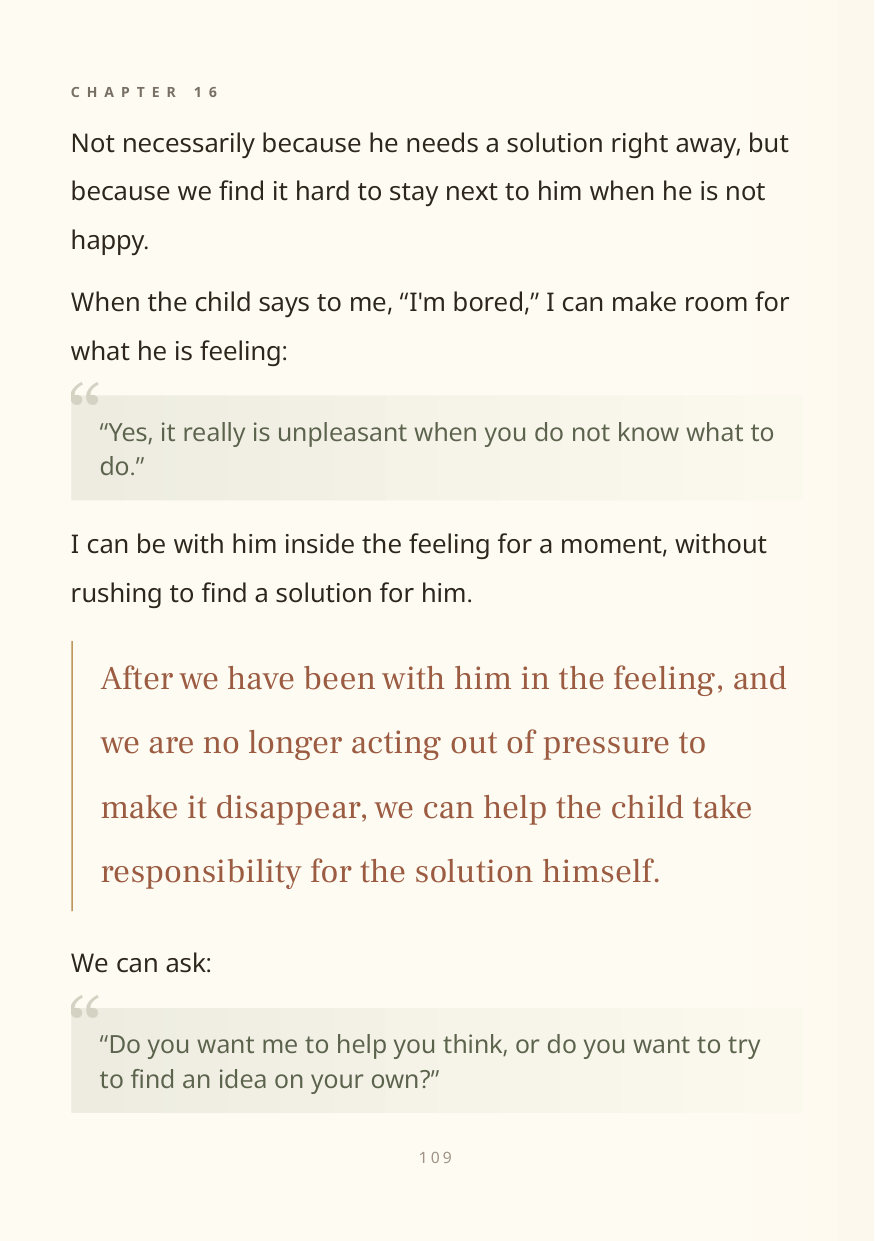 CHAPTER 16
Not necessarily because he needs a solution right away, but
because we find it hard to stay next to him when he is not
happy.
When the child says to me, “I'm bored,” I can make room for
what he is feeling:
“
“Yes, it really is unpleasant when you do not know what to
do.”
I can be with him inside the feeling for a moment, without
rushing to find a solution for him.
After we have been with him in the feeling, and
we are no longer acting out of pressure to
make it disappear, we can help the child take
responsibility for the solution himself.
We can ask:
“
“Do you want me to help you think, or do you want to try
to find an idea on your own?”
109